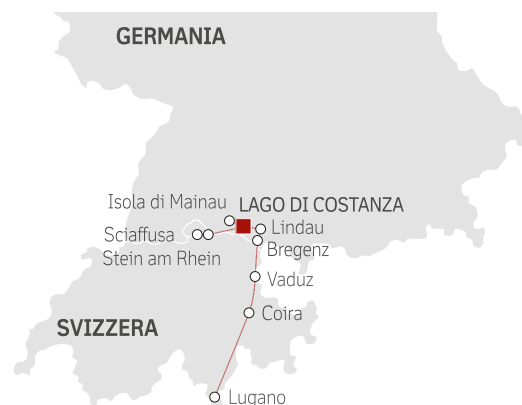 GERMANIA
Isola di Mainau
LAGO DI COSTANZA
Sciaffusa
Lindau
Stein am Rhein
Bregenz
Vaduz
Coira
SVIZZERA
Lugano